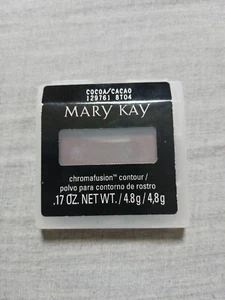 COCOA/CACAO
129761 8T04
MARY KAY
chromafusion™ contour/
polvo para contorno de rostro
.17 OZ. NET WT. / 4.8g / 4,8g